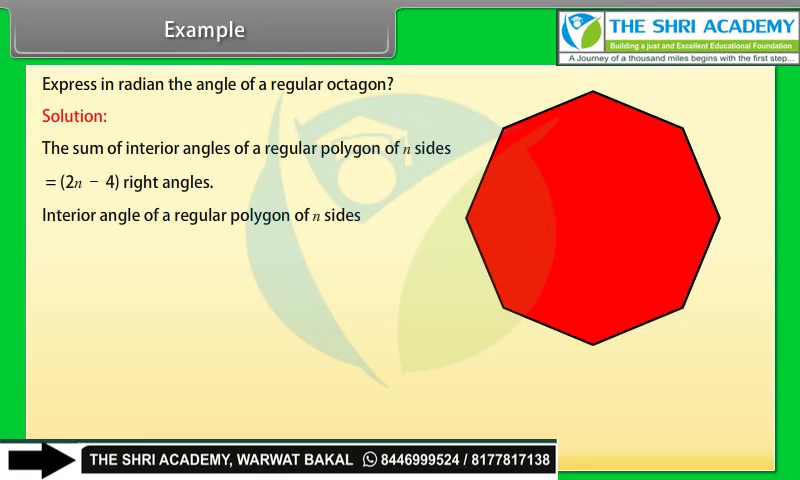 Example
THE SHRI ACADEMY
Building a just and Excellent Educational Foundation
A Journey of a thousand miles begins with the first step...
Express in radian the angle of a regular octagon?
Solution:
The sum of interior angles of a regular polygon of n sides
= (2n − 4) right angles.
Interior angle of a regular polygon of n sides
THE SHRI ACADEMY, WARWAT BAKAL 8446999524 / 8177817138